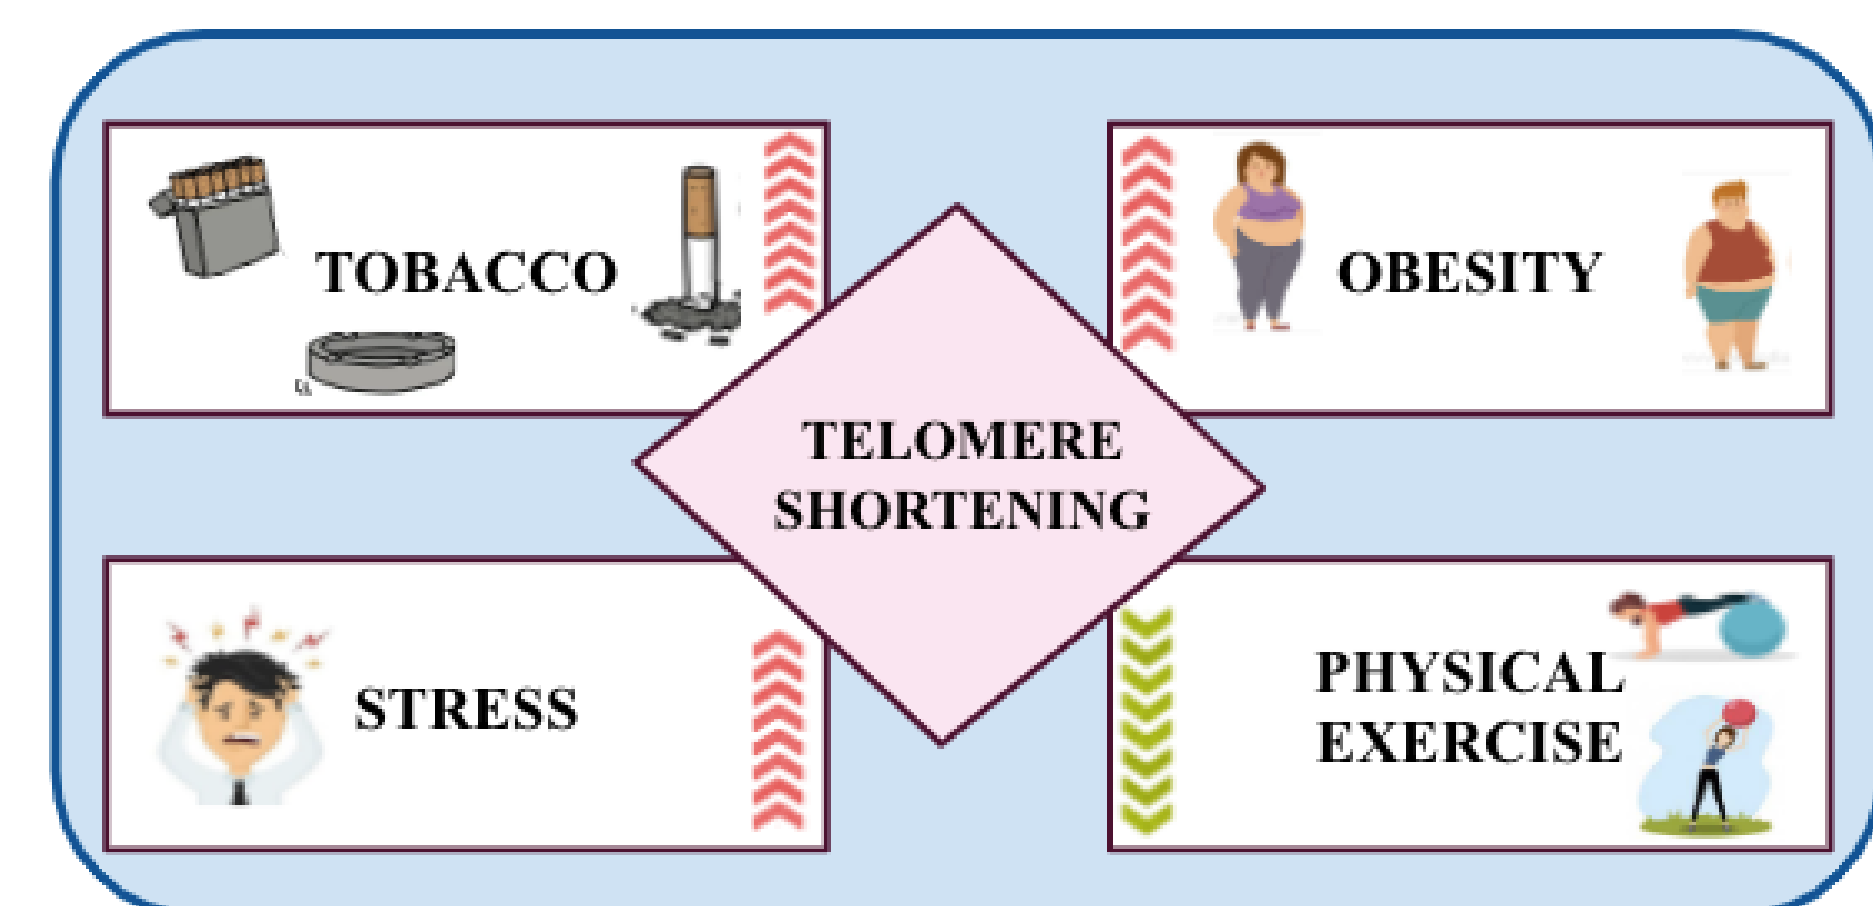 TOBACCO
OBESITY
TELOMERE
SHORTENING
STRESS
PHYSICAL
EXERCISE